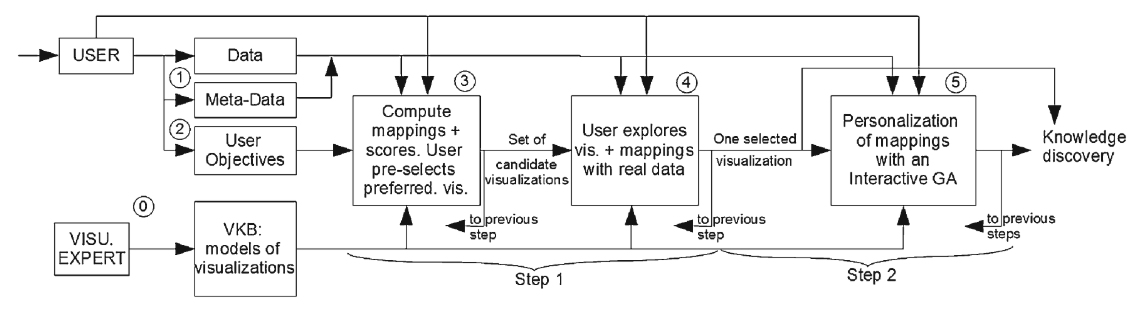 USER
Data
①
Meta-Data
②
User
Objectives
③
Compute
mappings +
scores. User
pre-selects
preferred. vis.
Set of
candidate
visualizations
④
User explores
vis. + mappings
with real data
One selected
visualization
⑤
Personalization
of mappings
with an
Interactive GA
Knowledge
discovery
to previous
step
to previous
step
to previous
steps
⓪
VISU.
EXPERT
VKB:
models of
visualizations
Step 1
Step 2